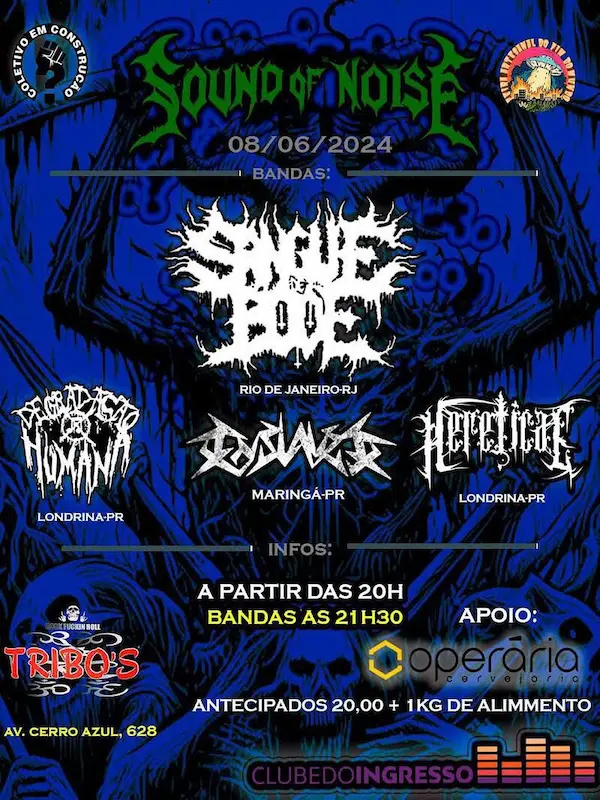 COLETIVO EM CONSTRUÇÃO
SOUND OF NOISE
08/06/2024
BANDAS:
SANGUE
DE
BODE
RIO DE JANEIRO-RJ
DEGRADAÇÃO
HUMANA
LONDRINA-PR
MARINGÁ-PR
HERETICAE
LONDRINA-PR
INFOS:
A PARTIR DAS 20H
BANDAS AS 21H30
APOIO:
ROCK FUCKIN ROLL
TRIBO'S
operária
cervejaria
ANTECIPADOS 20,00 + 1KG DE ALIMMENTO
AV. CERRO AZUL, 628
CLUBEDOINGRESSO